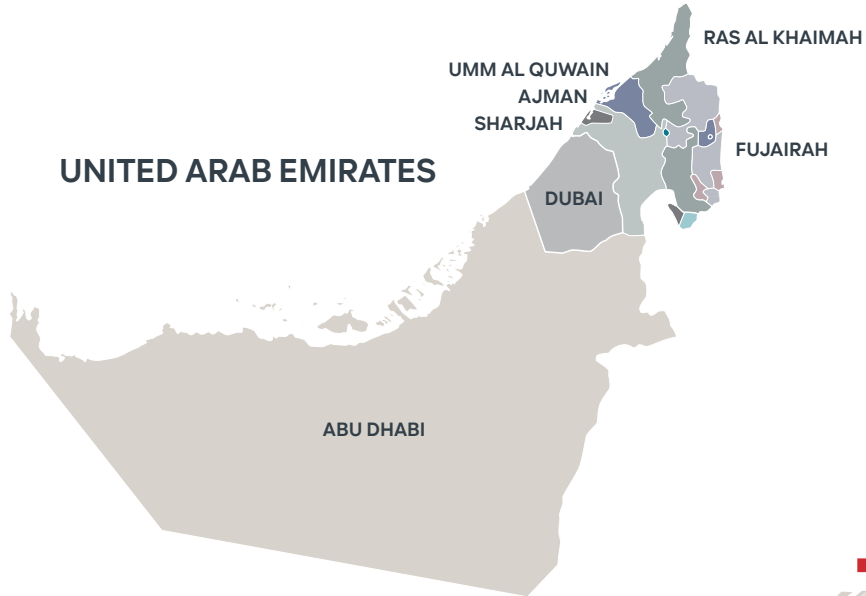 RAS AL KHAIMAH
UMM AL QUWAIN
AJMAN
SHARJAH
FUJAIRAH
UNITED ARAB EMIRATES
DUBAI
ABU DHABI